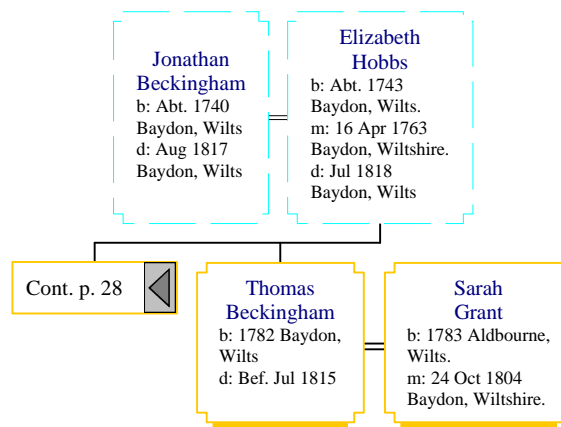 Jonathan
Beckingham
b: Abt. 1740
Baydon, Wilts
d: Aug 1817
Baydon, Wilts
Elizabeth
Hobbs
b: Abt. 1743
Baydon, Wilts.
m: 16 Apr 1763
Baydon, Wiltshire.
d: Jul 1818
Baydon, Wilts
Cont. p. 28
Thomas
Beckingham
b: 1782 Baydon,
Wilts
d: Bef. Jul 1815
Sarah
Grant
b: 1783 Aldbourne,
Wilts.
m: 24 Oct 1804
Baydon, Wiltshire.